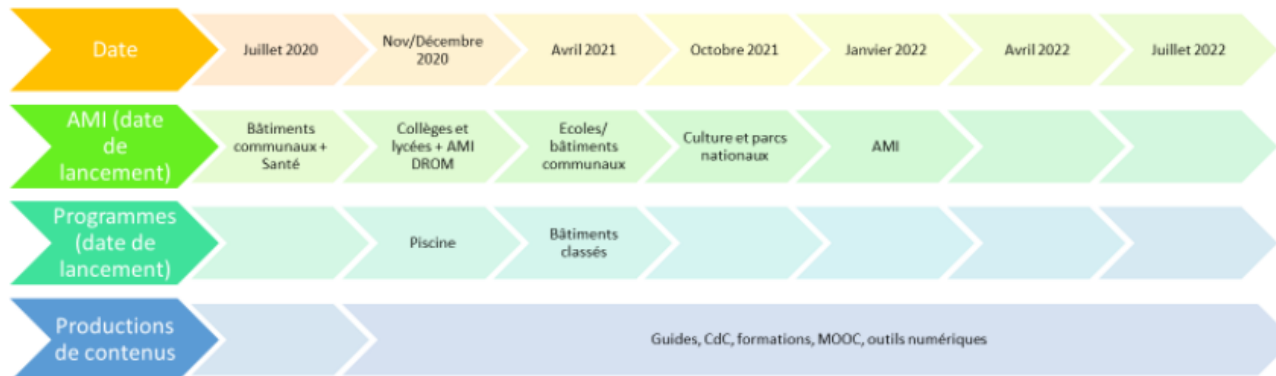 Date
Juillet 2020
Nov/Décembre
2020
Avril 2021
Octobre 2021
Janvier 2022
Avril 2022
Juillet 2022
AMI (date
de
lancement)
Bâtiments
communaux +
Santé
Collèges et
lycées + AMI
DROM
Ecoles/
bâtiments
communaux
Culture et parcs
nationaux
AMI
Programmes
(date de
lancement)
Piscine
Bâtiments
classés
Productions
de contenus
Guides, CdC, formations, MOOC, outils numériques